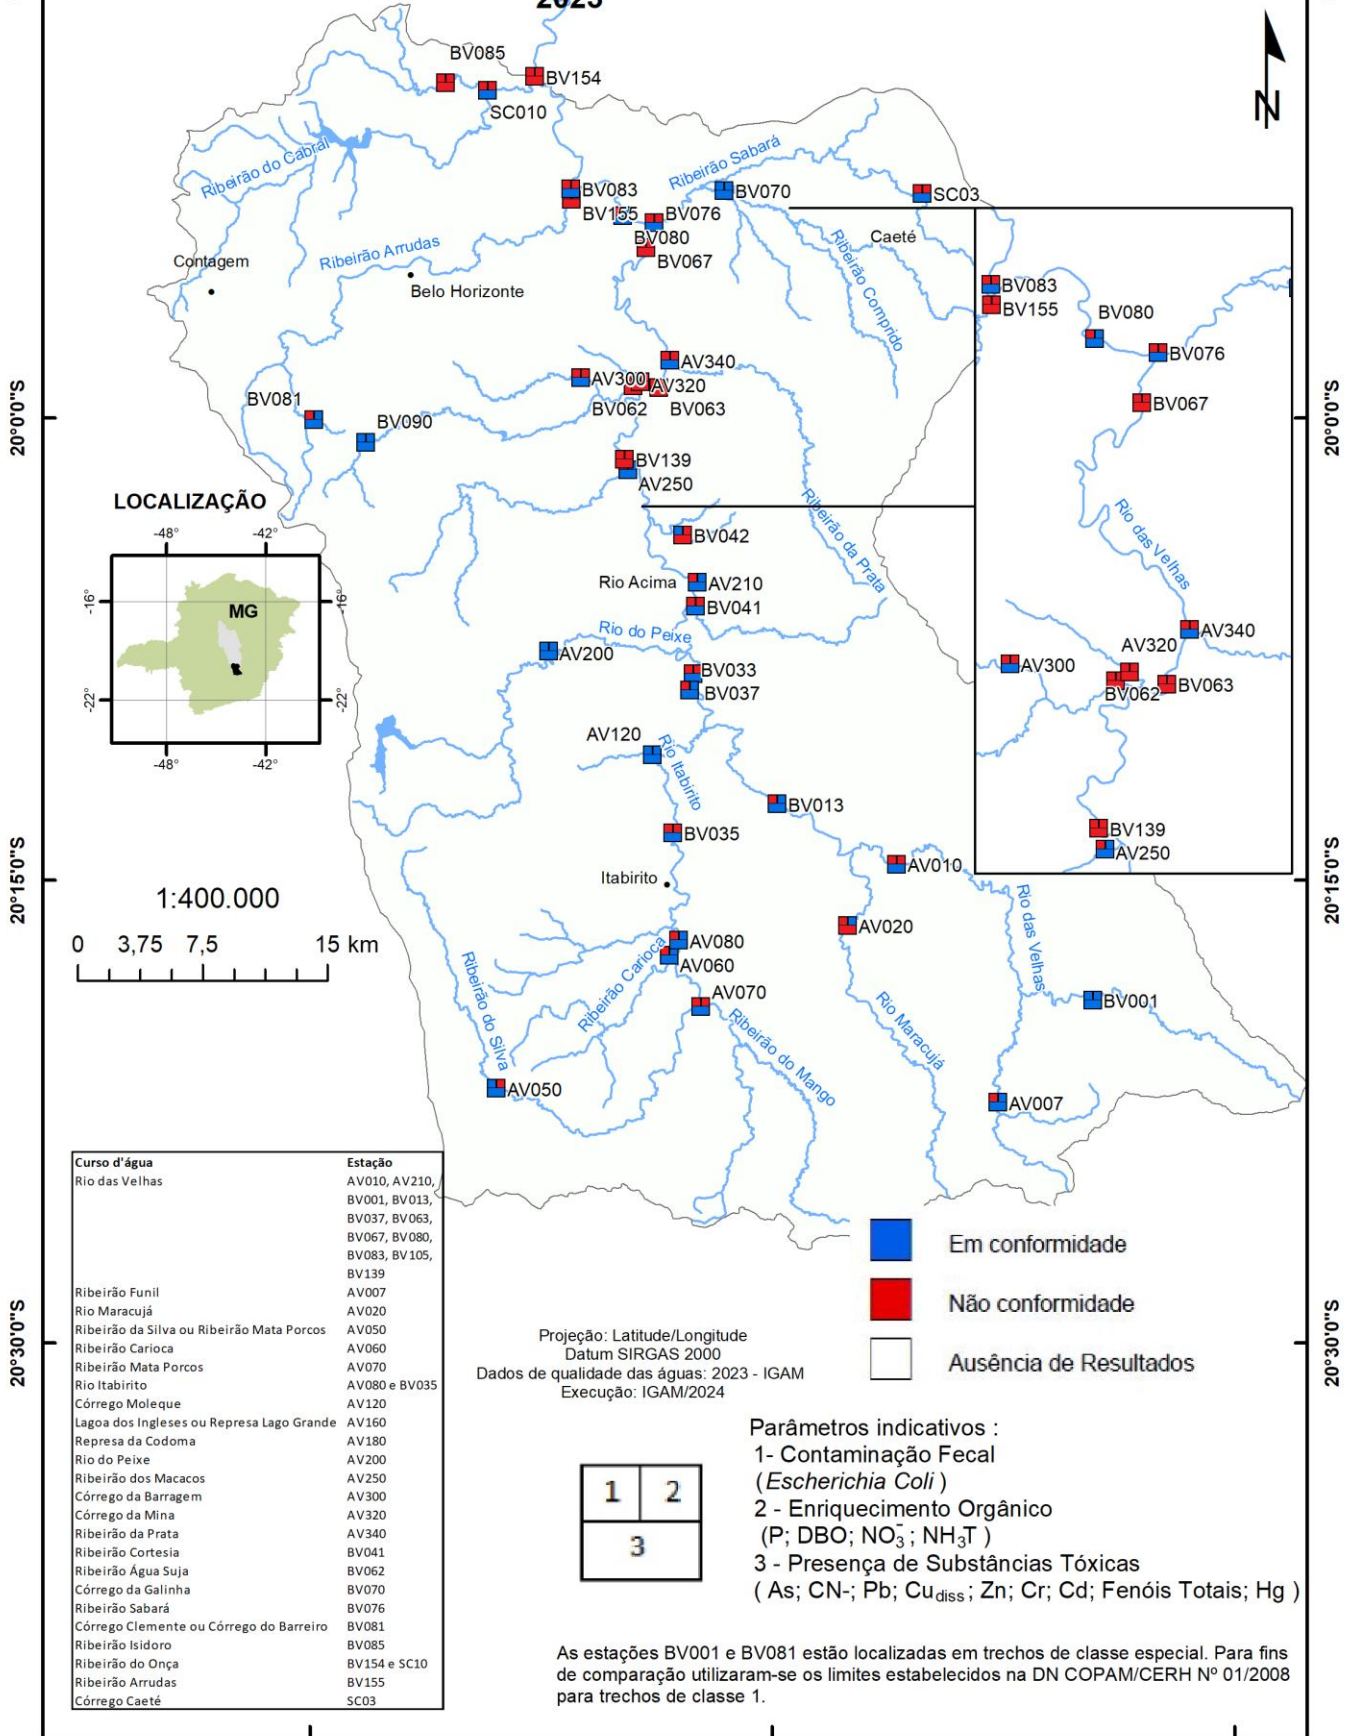 2023
N
BV085
BV154
SC010
Ribeirão do Cabral
Ribeirão Sabará
BV083
BV155
BV076
BV070
SC03
BV080
BV067
Contagem
Ribeirão Arrudas
Belo Horizonte
Ribeirão Comprido
Caeté
BV083
BV155
BV080
BV076
BV067
AV340
AV300
AV320
BV062
BV063
BV081
BV090
20°0'0"S
20°0'0"S
BV139
AV250
Rio das Velhas
LOCALIZAÇÃO
-48°
-42°
-16°
-16°
MG
-22°
-22°
-48°
-42°
BV042
Ribeirão da Prata
Rio Acima
AV210
BV041
Rio do Peixe
AV200
BV033
BV037
AV340
AV320
AV300
BV062
BV063
AV120
Rio Itabirito
BV013
BV035
BV139
AV250
AV010
Itabirito
20°15'0"S
20°15'0"S
1:400.000
0 3,75 7,5 15 km
AV020
Rio das Velhas
AV080
AV060
Ribeirão Carioca
AV070
Ribeirão do Silva
Ribeirão do Mango
Rio Maracujá
BV001
AV050
AV007
Curso d'água Estação
Rio das Velhas AV010, AV210,
BV001, BV013,
BV037, BV063,
BV067, BV080,
BV083, BV105,
BV139
Ribeirão Funil AV007
Rio Maracujá AV020
Ribeirão da Silva ou Ribeirão Mata Porcos AV050
Ribeirão Carioca AV060
Ribeirão Mata Porcos AV070
Rio Itabirito AV080 e BV035
Córrego Moleque AV120
Lagoa dos Ingleses ou Represa Lago Grande AV160
Represa da Codoma AV180
Rio do Peixe AV200
Ribeirão dos Macacos AV250
Córrego da Barragem AV300
Córrego da Mina AV320
Ribeirão da Prata AV340
Ribeirão Cortesia BV041
Ribeirão Água Suja BV062
Córrego da Galinha BV070
Ribeirão Sabará BV076
Córrego Clemente ou Córrego do Barreiro BV081
Ribeirão Isidoro BV085
Ribeirão do Onça BV154 e SC10
Ribeirão Arrudas BV155
Córrego Caeté SC03
Em conformidade
Não conformidade
Ausência de Resultados
20°30'0"S
20°30'0"S
Projeção: Latitude/Longitude
Datum SIRGAS 2000
Dados de qualidade das águas: 2023 - IGAM
Execução: IGAM/2024
1 2
3
Parâmetros indicativos :
1- Contaminação Fecal
(Escherichia Coli )
2 - Enriquecimento Orgânico
(P; DBO; NO₃⁻; NH₃T )
3 - Presença de Substâncias Tóxicas
( As; CN-; Pb; Cudiss; Zn; Cr; Cd; Fenóis Totais; Hg )
As estações BV001 e BV081 estão localizadas em trechos de classe especial. Para fins
de comparação utilizaram-se os limites estabelecidos na DN COPAM/CERH Nº 01/2008
para trechos de classe 1.